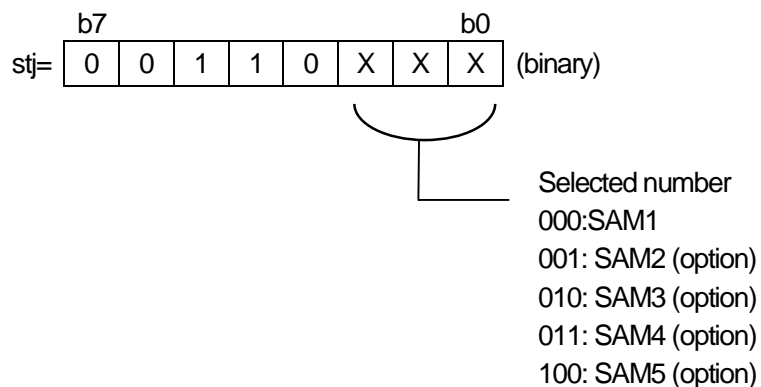 b7 b0
stj= 0 0 1 1 0 X X X (binary)
Selected number
000:SAM1
001: SAM2 (option)
010: SAM3 (option)
011: SAM4 (option)
100: SAM5 (option)